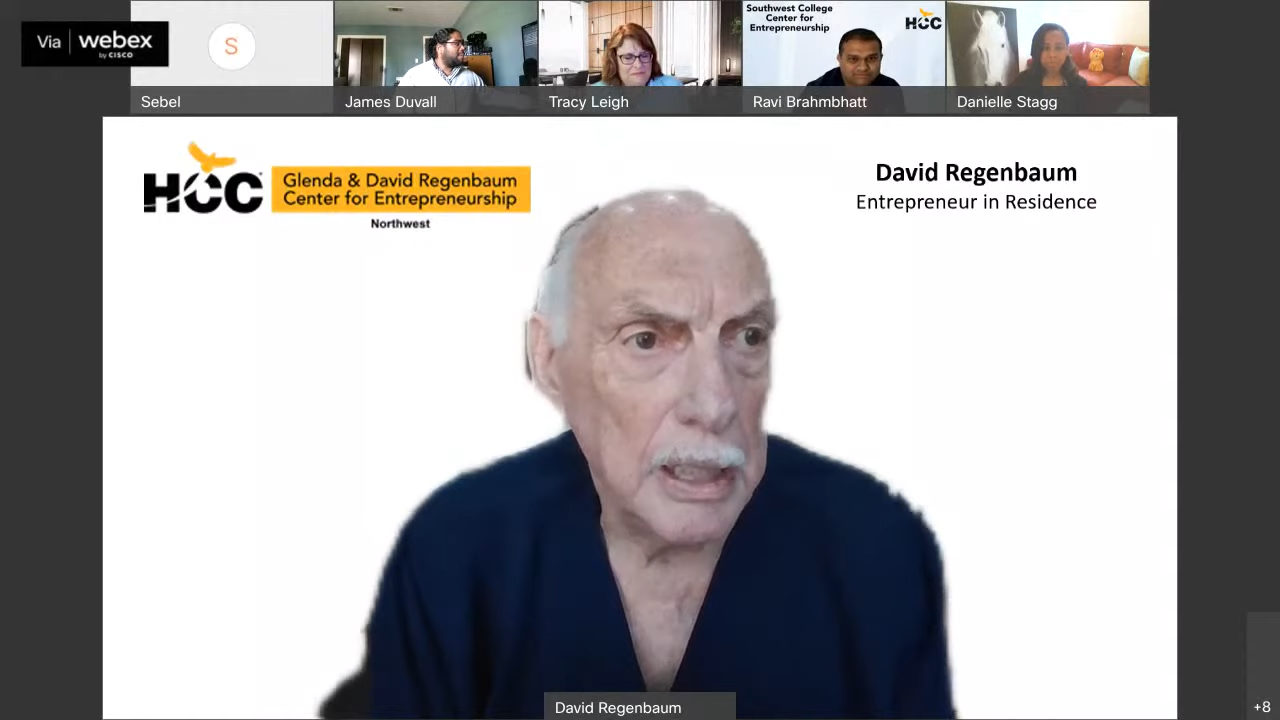 Via webex
by CISCO
S
Sebel
James Duvall
Tracy Leigh
Southwest College
Center for
Entrepreneurship
HCC
Ravi Brahmbhatt
Danielle Stagg
HCC
Glenda & David Regenbaum
Center for Entrepreneurship
Northwest
David Regenbaum
Entrepreneur in Residence
David Regenbaum
+8